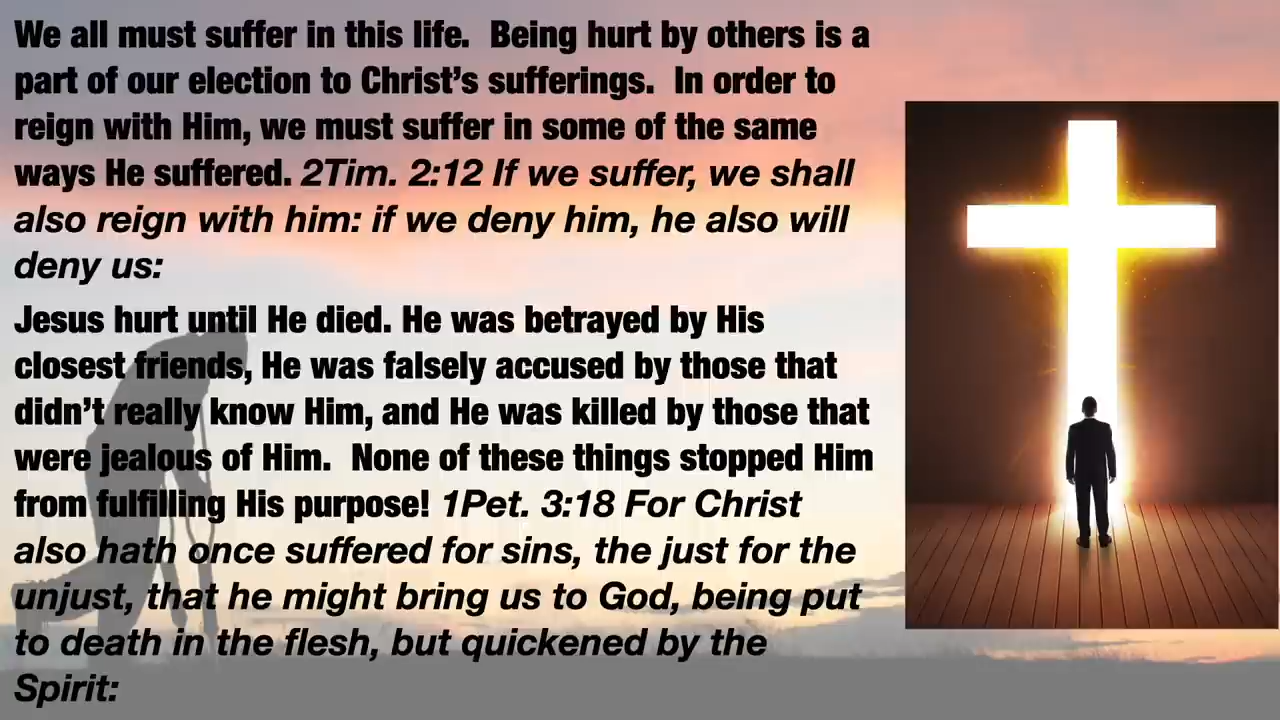 We all must suffer in this life.  Being hurt by others is a
part of our election to Christ’s sufferings.  In order to
reign with Him, we must suffer in some of the same
ways He suffered. 2Tim. 2:12 If we suffer, we shall
also reign with him: if we deny him, he also will
deny us:
Jesus hurt until He died. He was betrayed by His
closest friends, He was falsely accused by those that
didn’t really know Him, and He was killed by those that
were jealous of Him.  None of these things stopped Him
from fulfilling His purpose! 1Pet. 3:18 For Christ
also hath once suffered for sins, the just for the
unjust, that he might bring us to God, being put
to death in the flesh, but quickened by the
Spirit: